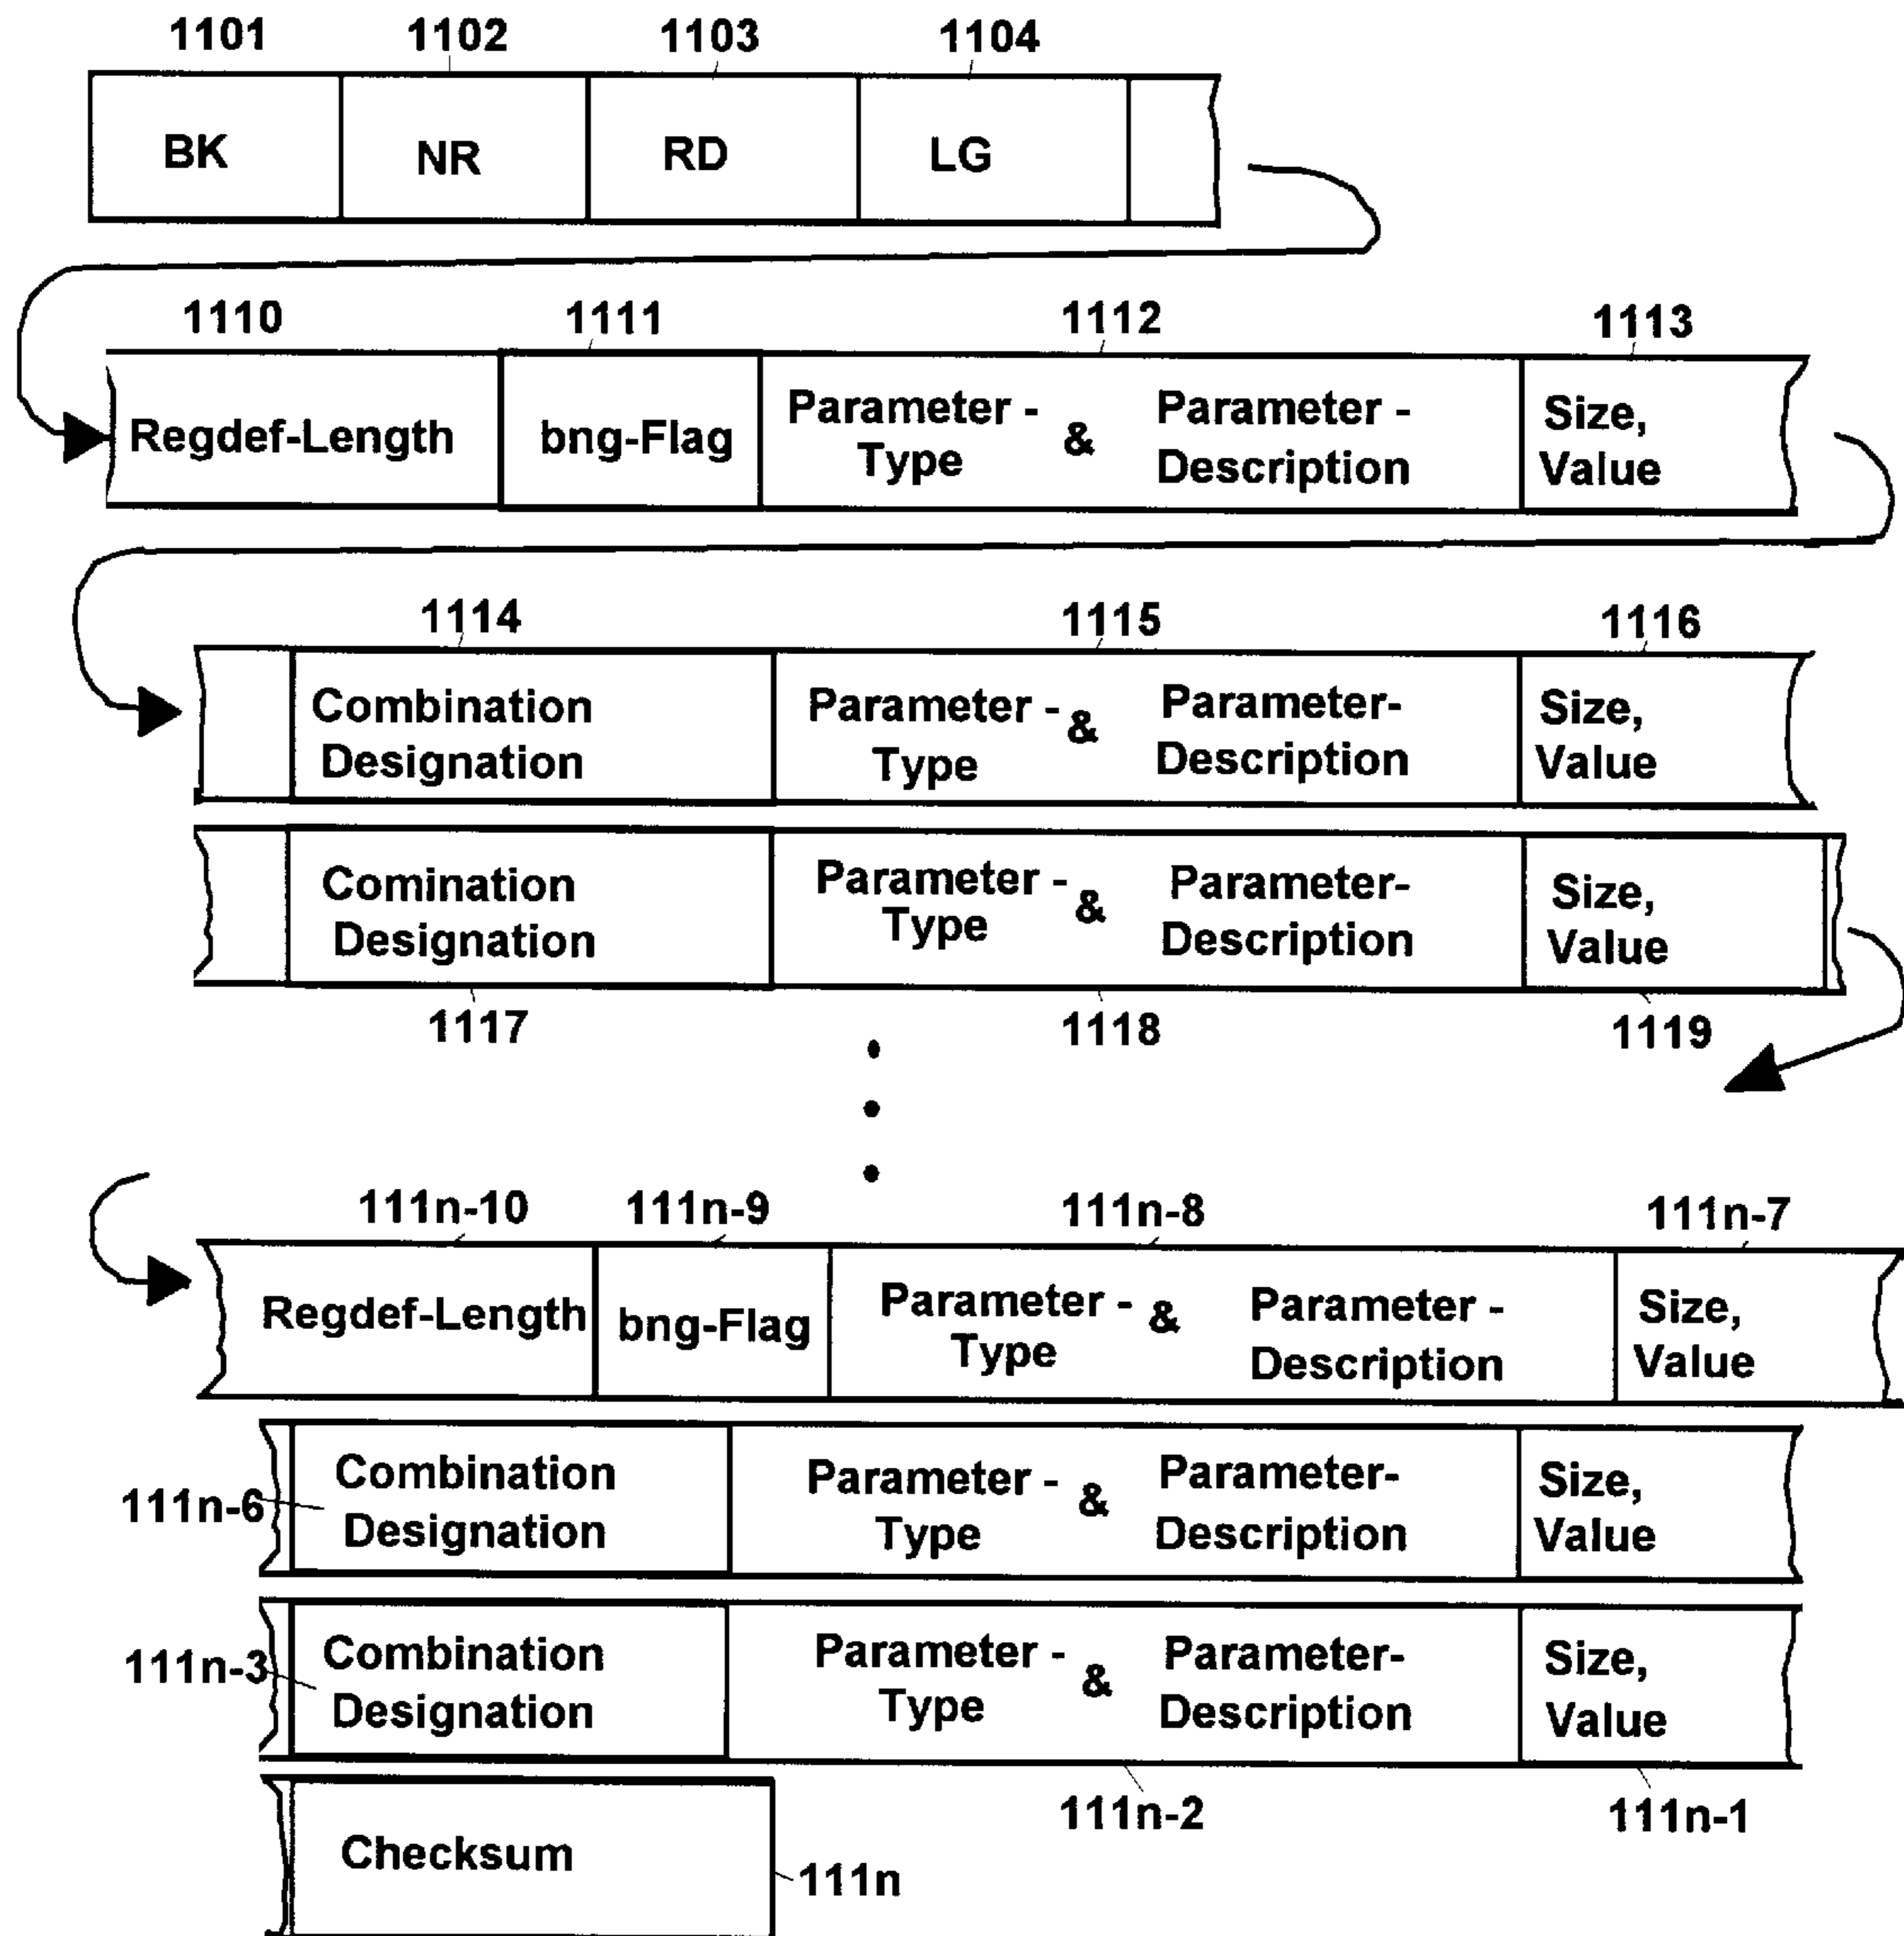 1101 1102 1103 1104
BK NR RD LG
1110 1111 1112 1113
Regdef-Length bng-Flag Parameter - Type & Parameter - Description Size, Value
1114 1115 1116
Combination Designation Parameter - Type & Parameter- Description Size, Value
Comination Designation Parameter - Type & Parameter- Description Size, Value
1117 1118 1119
111n-10 111n-9 111n-8 111n-7
Regdef-Length bng-Flag Parameter - Type & Parameter - Description Size, Value
111n-6 Combination Designation Parameter - Type & Parameter- Description Size, Value
111n-3 Combination Designation Parameter - Type & Parameter- Description Size, Value
111n-2 111n-1
Checksum 111n